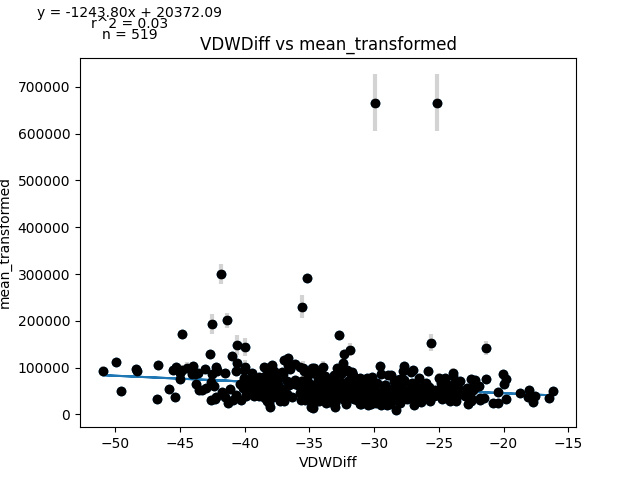 y = -1243.80x + 20372.09
r^2 = 0.03
n = 519
VDWDiff vs mean_transformed
mean_transformed
700000
600000
500000
400000
300000
200000
100000
0
−50
−45
−40
−35
−30
−25
−20
−15
VDWDiff